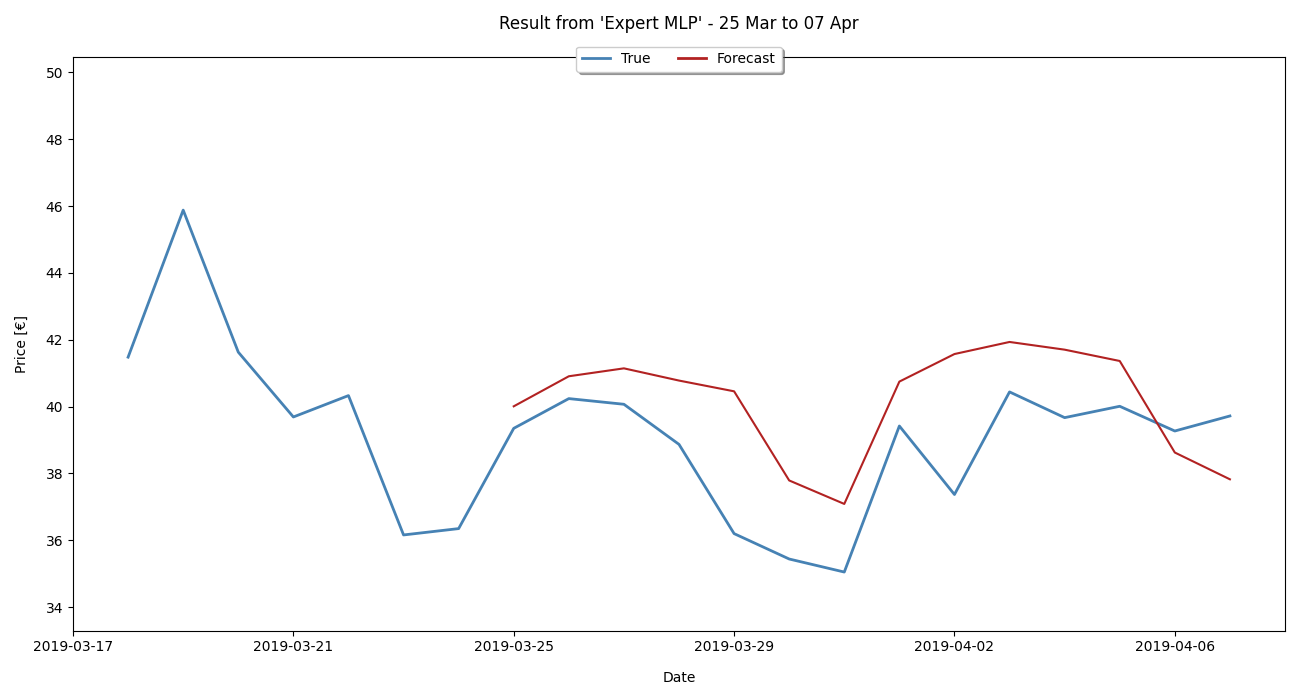 Result from 'Expert MLP' - 25 Mar to 07 Apr
True Forecast
50
48
46
44
42
40
38
36
34
Price [€]
2019-03-17 2019-03-21 2019-03-25 2019-03-29 2019-04-02 2019-04-06
Date